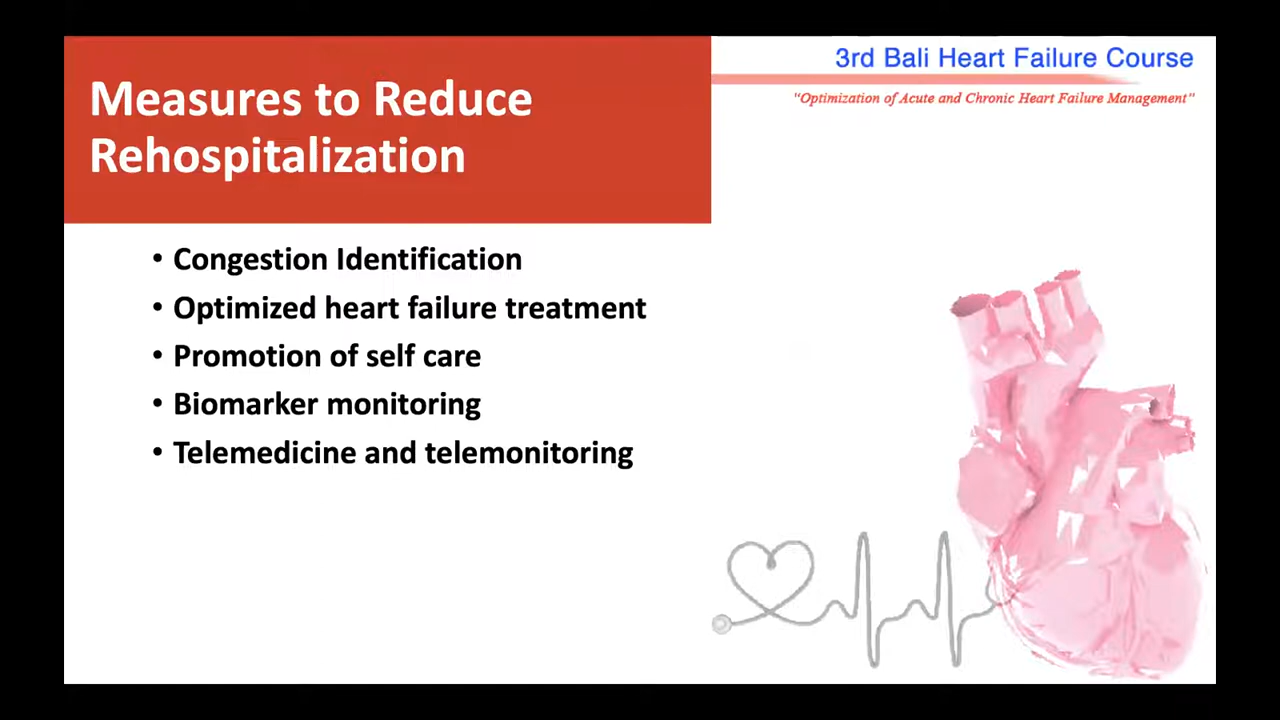 Measures to Reduce
Rehospitalization
3rd Bali Heart Failure Course
"Optimization of Acute and Chronic Heart Failure Management"
• Congestion Identification
• Optimized heart failure treatment
• Promotion of self care
• Biomarker monitoring
• Telemedicine and telemonitoring